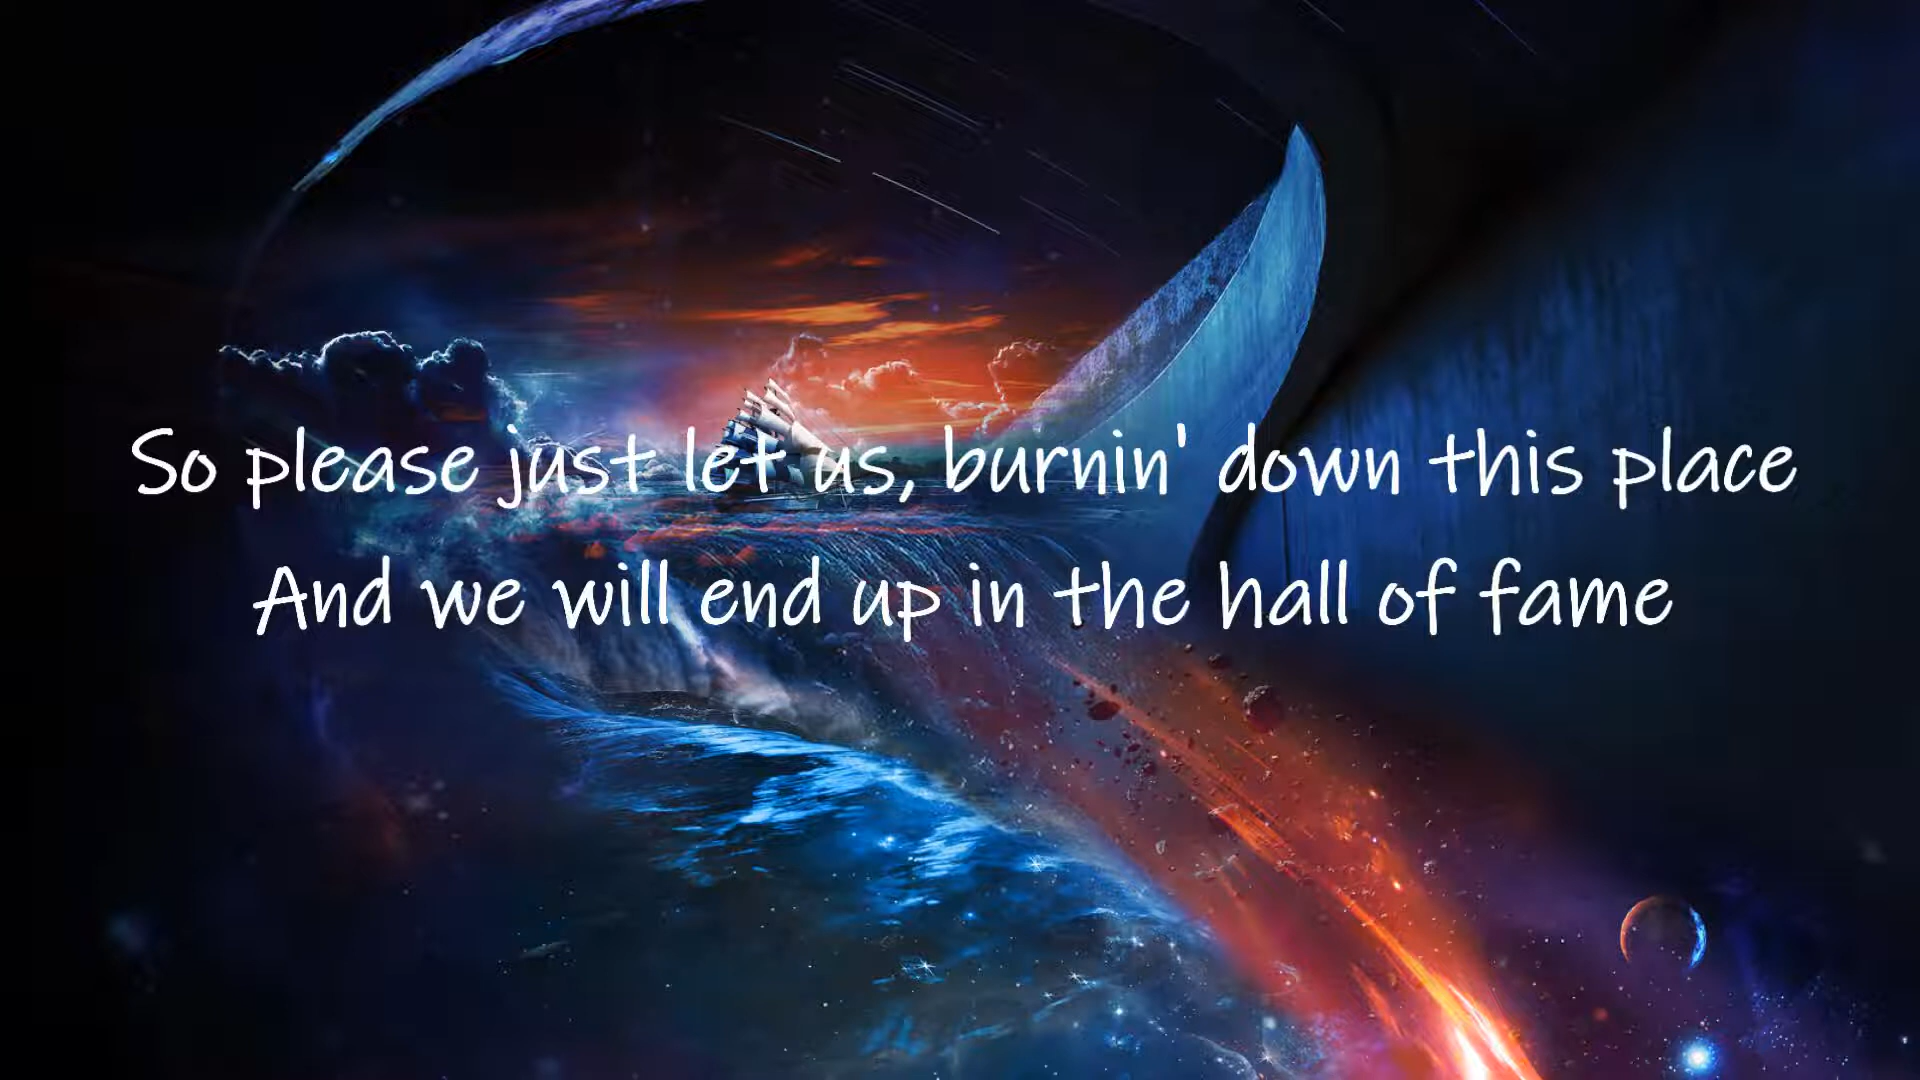 So please just let us, burnin' down this place
And we will end up in the hall of fame